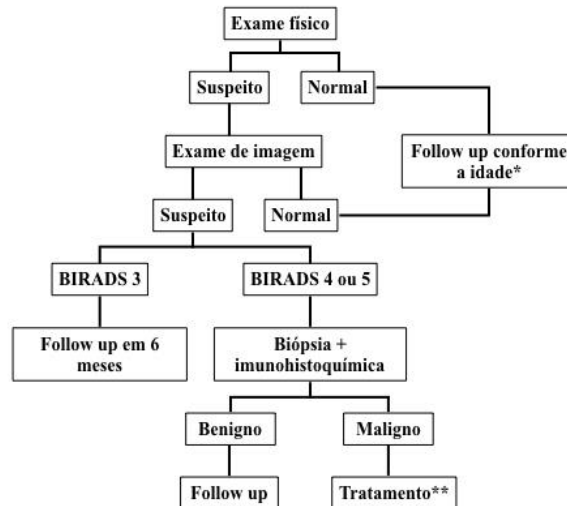 Exame físico
Suspeito
Normal
Exame de imagem
Follow up conforme
a idade*
Suspeito
Normal
BIRADS 3
BIRADS 4 ou 5
Follow up em 6
meses
Biópsia +
imunohistoquímica
Benigno
Maligno
Follow up
Tratamento**